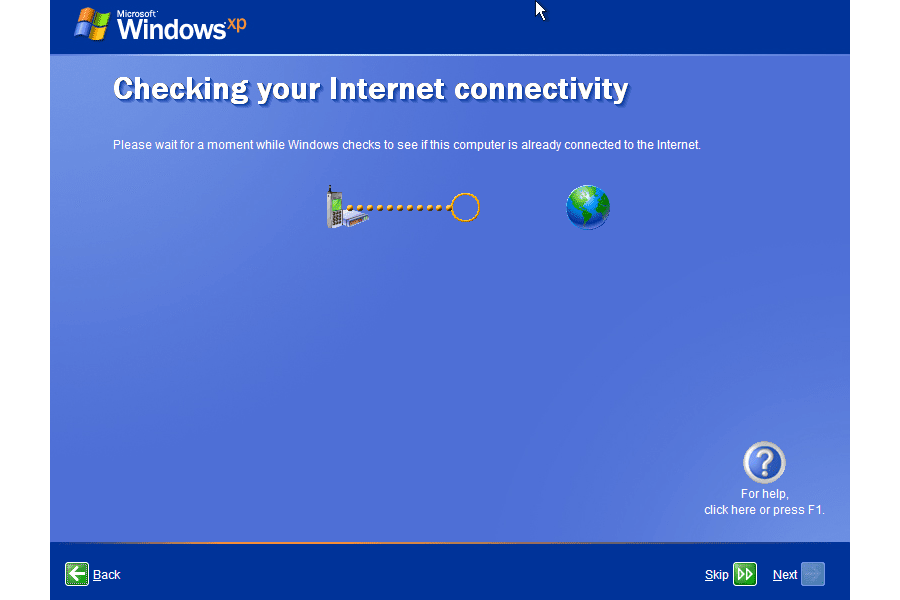 Microsoft®
Windows xp
Checking your Internet connectivity
Please wait for a moment while Windows checks to see if this computer is already connected to the Internet.
?
For help,
click here or press F1.
Back
Skip
Next